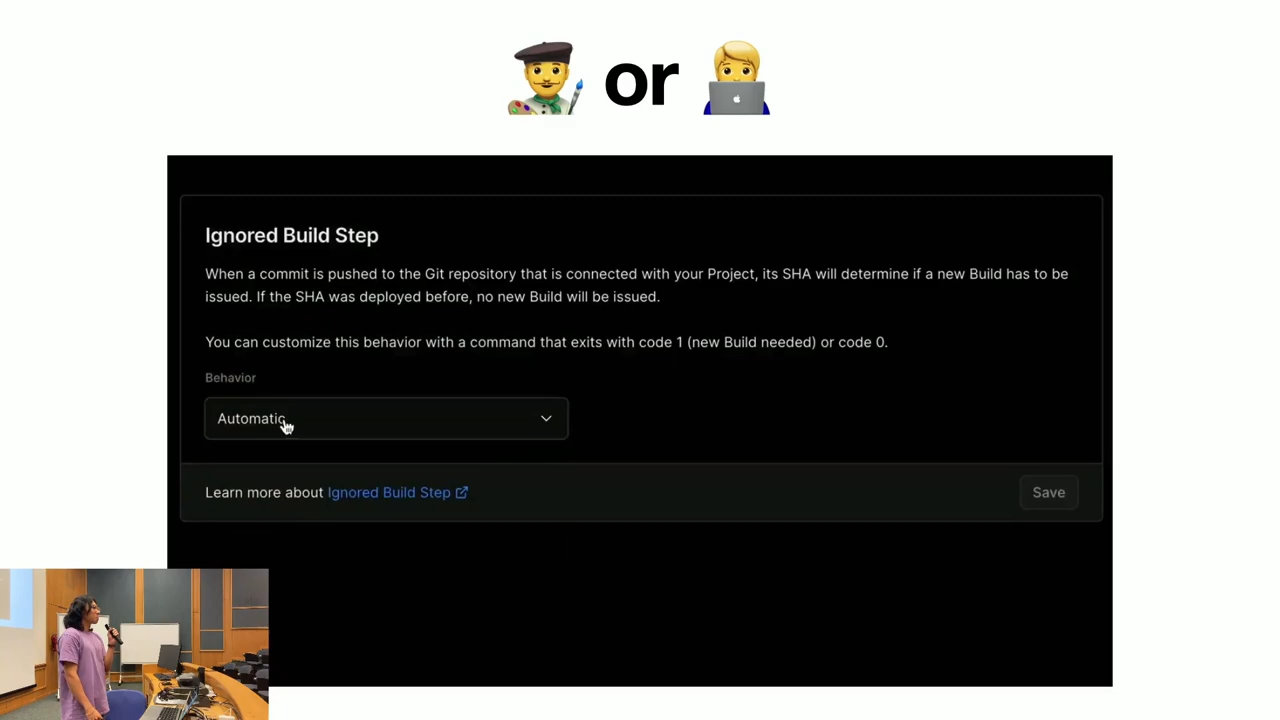 or
Ignored Build Step
When a commit is pushed to the Git repository that is connected with your Project, its SHA will determine if a new Build has to be
issued. If the SHA was deployed before, no new Build will be issued.
You can customize this behavior with a command that exits with code 1 (new Build needed) or code 0.
Behavior
Automatic
Learn more about Ignored Build Step
Save